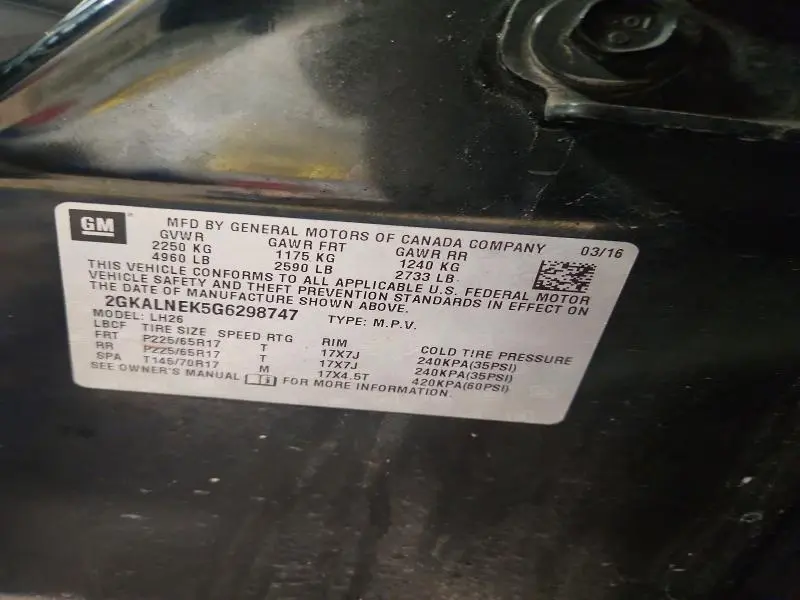 GM
MFD BY GENERAL MOTORS OF CANADA COMPANY 03/16
GVWR GAWR FRT GAWR RR
2250 KG 1175 KG 1240 KG
4960 LB 2590 LB 2733 LB
THIS VEHICLE CONFORMS TO ALL APPLICABLE U.S. FEDERAL MOTOR
VEHICLE SAFETY AND THEFT PREVENTION STANDARDS IN EFFECT ON
THE DATE OF MANUFACTURE SHOWN ABOVE.
2GKALNEK5G6298747 TYPE: M.P.V.
MODEL: LH26
LBCF TIRE SIZE SPEED RTG RIM COLD TIRE PRESSURE
FRT P225/65R17 T 17X7J 240KPA(35PSI)
RR P225/65R17 T 17X7J 240KPA(35PSI)
SPA T145/70R17 M 17X4.5T 420KPA(60PSI)
SEE OWNER'S MANUAL FOR MORE INFORMATION.